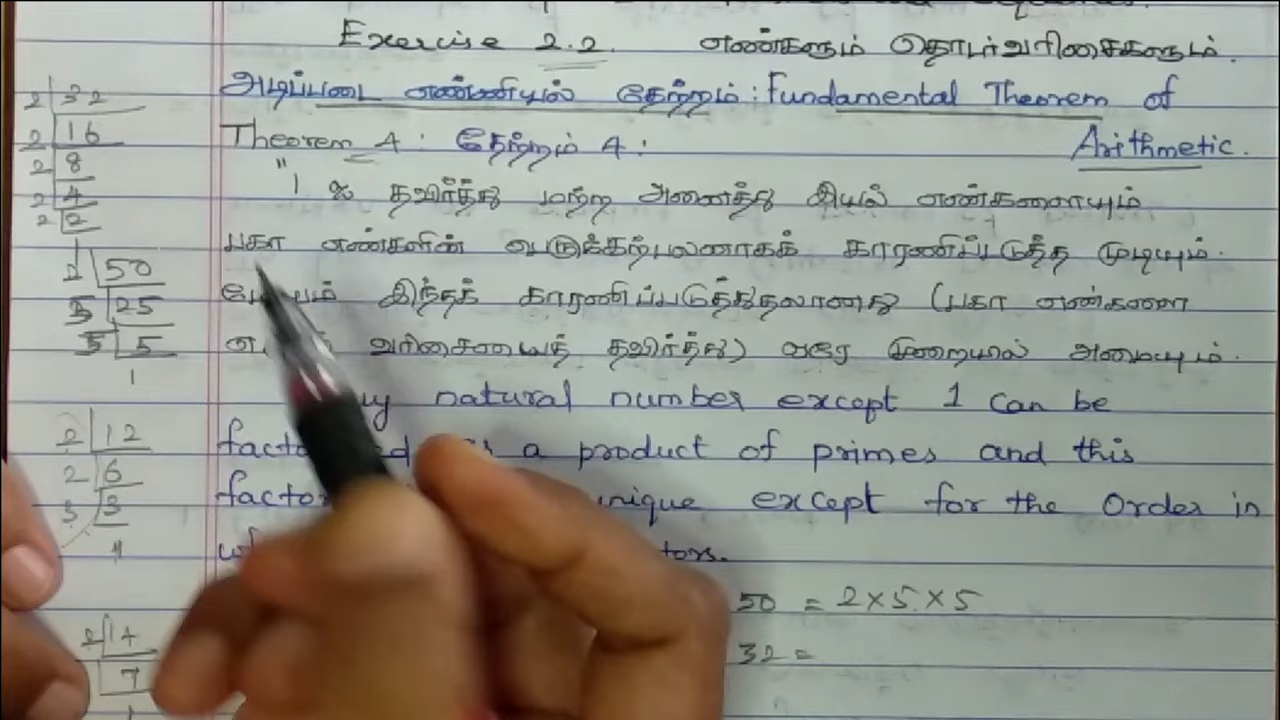 Exercise 2.2. எண்களும் தொடர்வரிசைகளும்.
அடிப்படை எண்ணியல் தேற்றம் : Fundamental Theorem of
Arithmetic.
Theorem 4 : தேற்றம் 4 :
"1" ஐ தவிர்த்து மற்ற அனைத்து இயல் எண்களையும்
பகா எண்களின் பெருக்கற்பலனாகக் காரணிப்படுத்த முடியும்.
இந்தக் காரணிப்படுத்துதலானது (பகா எண்களை
வரிசையைத் தவிர்த்து) ஒரே முறையில் அமையும்.
natural number except 1 can be
a product of primes and this
except for the Order in
50 = 2 × 5 × 5
32 =
2 | 32
2 | 16
2 | 8
2 | 4
2 | 2
1
2 | 50
5 | 25
5 | 5
1
2 | 12
2 | 6
3 | 3
1
2 | 14
7